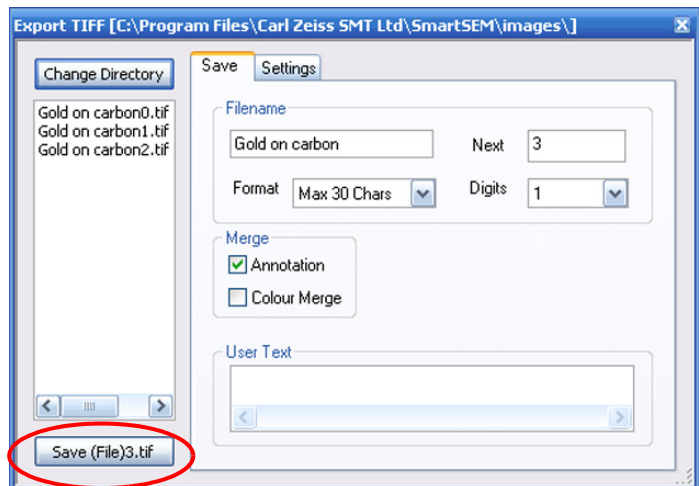 Export TIFF [C:\Program Files\Carl Zeiss SMT Ltd\SmartSEM\images\]
Change Directory
Gold on carbon0.tif
Gold on carbon1.tif
Gold on carbon2.tif
Save (File)3.tif
Save Settings
Filename
Gold on carbon Next 3
Format Max 30 Chars Digits 1
Merge
Annotation
Colour Merge
User Text